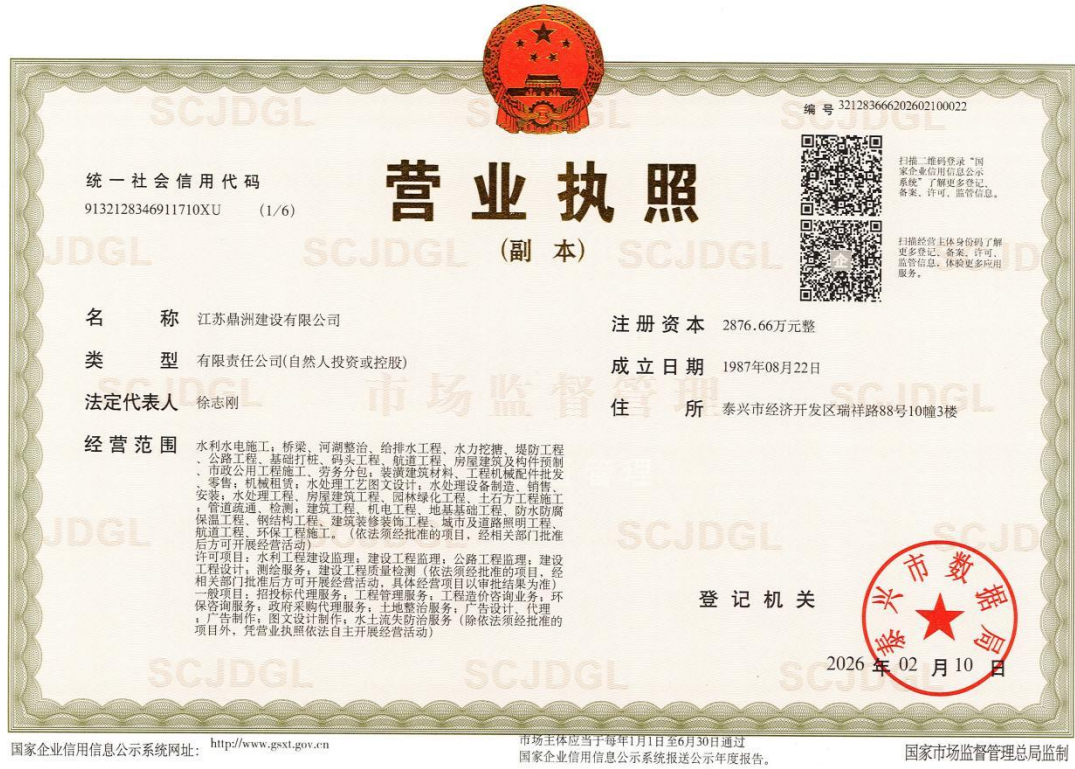 编 号 321283666202602100022
统一社会信用代码
9132128346911710XU (1/6)
营业执照
(副 本)
扫描二维码登录“国
家企业信用信息公示
系统”了解更多登记、
备案、许可、监管信息。
扫描经营主体身份码了解
更多登记、备案、许可、
监管信息,体验更多应用
服务。
企
名 称 江苏鼎洲建设有限公司
类 型 有限责任公司(自然人投资或控股)
法定代表人 徐志刚
经营范围 水利水电施工;桥梁、河湖整治、给排水工程、水力挖搪、堤防工程
、公路工程、基础打桩、码头工程、航道工程、房屋建筑及构件预制
、市政公用工程施工、劳务分包;装潢建筑材料、工程机械配件批发
、零售;机械租赁;水处理工艺图文设计;水处理设备制造、销售、
安装;水处理工程、房屋建筑工程、园林绿化工程、土石方工程施工
;管道疏通、检测;建筑工程、机电工程、地基基础工程、防水防腐
保温工程、钢结构工程、建筑装修装饰工程、城市及道路照明工程、
航道工程、环保工程施工。(依法须经批准的项目,经相关部门批准
后方可开展经营活动)
许可项目:水利工程建设监理;建设工程监理;公路工程监理;建设
工程设计;测绘服务;建设工程质量检测(依法须经批准的项目,经
相关部门批准后方可开展经营活动,具体经营项目以审批结果为准)
一般项目:招投标代理服务;工程管理服务;工程造价咨询业务;环
保咨询服务;政府采购代理服务;土地整治服务;广告设计、代理
;广告制作;图文设计制作;水土流失防治服务(除依法须经批准的
项目外,凭营业执照依法自主开展经营活动)
注册资本 2876.66万元整
成立日期 1987年08月22日
住 所 泰兴市经济开发区瑞祥路88号10幢3楼
SCJDGL SCJDGL
JDGL SCJDGL SCJDGL
SCJDGL 市场监督管理 SCJDGL
管理
JDGL SCJDGL SCJD
SCJDGL SCJDGL SCJDGL
登记机关
泰兴市数据局
2026 年 02 月 10 日
国家企业信用信息公示系统网址: http://www.gsxt.gov.cn
市场主体应当于每年1月1日至6月30日通过
国家企业信用信息公示系统报送公示年度报告。
国家市场监督管理总局监制